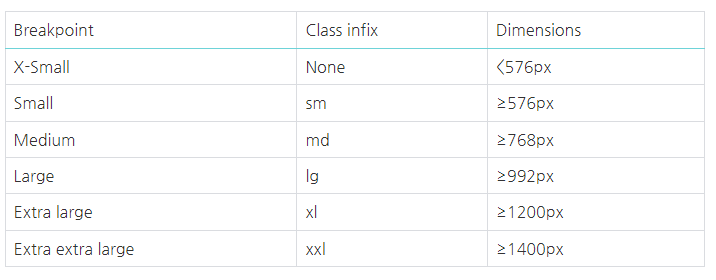 Breakpoint Class infix Dimensions
X-Small None <576px
Small sm ≥576px
Medium md ≥768px
Large lg ≥992px
Extra large xl ≥1200px
Extra extra large xxl ≥1400px